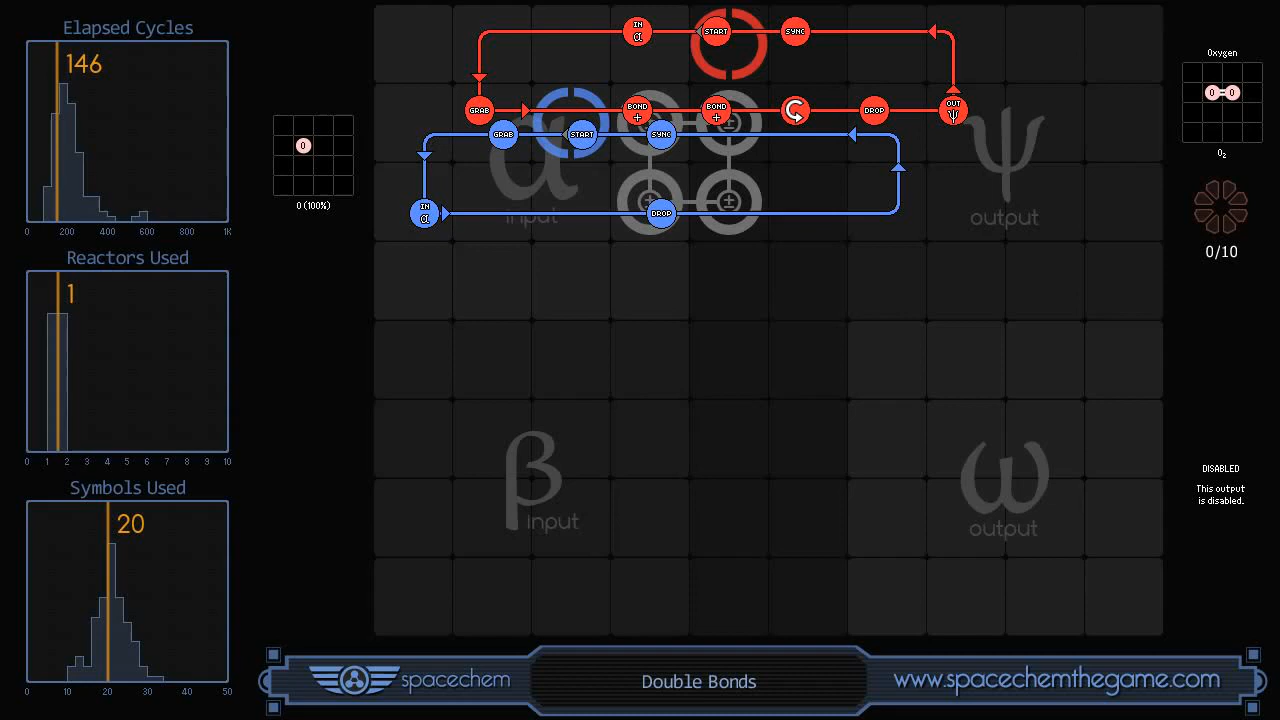 Elapsed Cycles
146
0 200 400 600 800 1K
Reactors Used
1
0 1 2 3 4 5 6 7 8 9 10
Symbols Used
20
0 10 20 30 40 50
O
O (100%)
IN α
START
SYNC
GRAB
BOND +
BOND +
DROP
OUT ψ
GRAB
START
SYNC
IN α
DROP
α
input
ψ
output
β
input
ω
output
±
±
±
Oxygen
O=O
O₂
0/10
DISABLED
This output
is disabled.
spacechem
Double Bonds
www.spacechemthegame.com